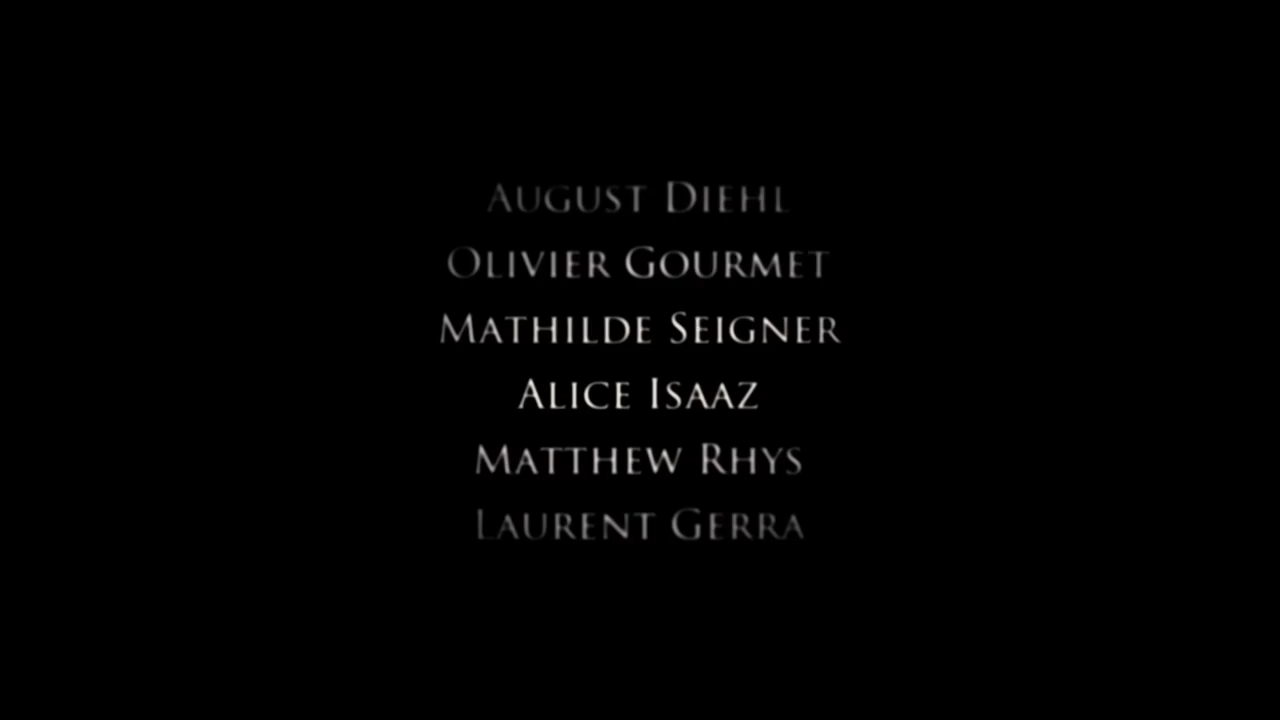 August Diehl
Olivier Gourmet
Mathilde Seigner
Alice Isaaz
Matthew Rhys
Laurent Gerra